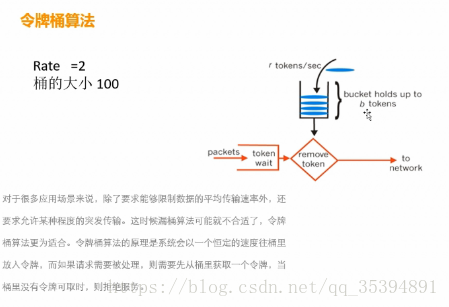 令牌桶算法
Rate =2
桶的大小 100
r tokens/sec
bucket holds up to
b tokens
packets
token
wait
remove
token
to
network
对于很多应用场景来说，除了要求能够限制数据的平均传输速率外，还
要求允许某种程度的突发传输。这时候漏桶算法可能就不合适了，令牌
桶算法更为适合。令牌桶算法的原理是系统会以一个恒定的速度往桶里
放入令牌，而如果请求需要被处理，则需要先从桶里获取一个令牌，当
桶里没有令牌可取时，则拒绝服务。
https://blog.csdn.net/qq_35394891